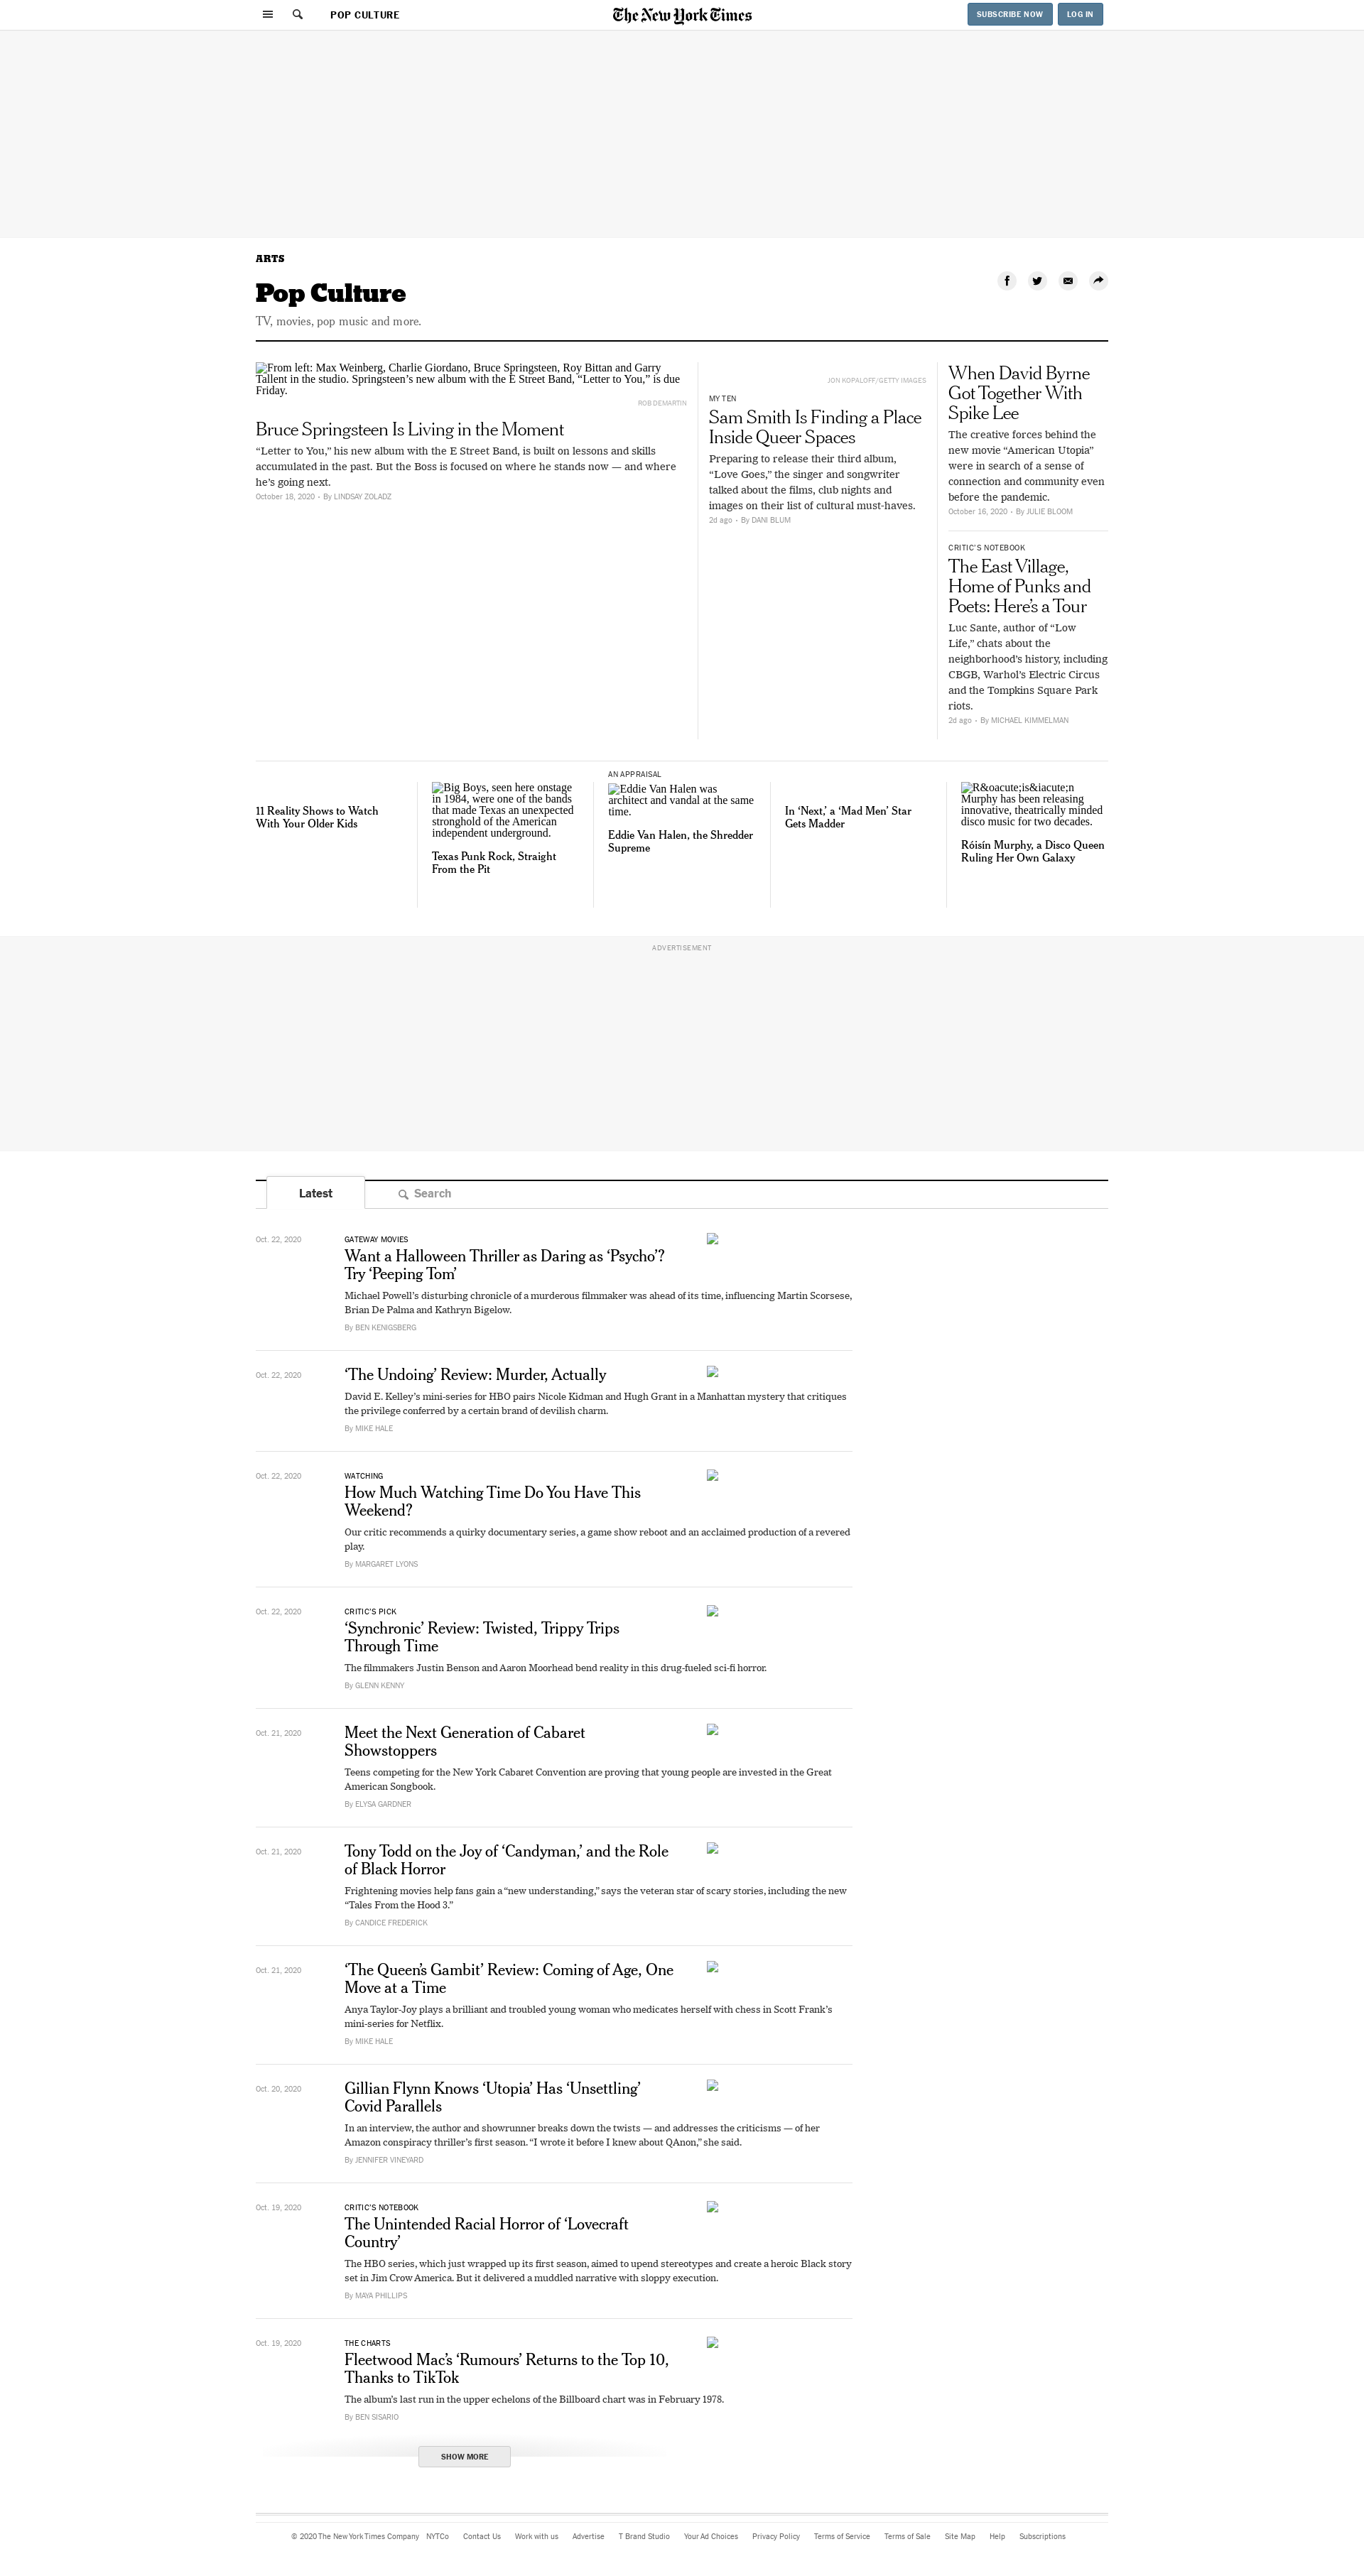 POP CULTURE
The New York Times
SUBSCRIBE NOW
LOG IN
ARTS
Pop Culture
TV, movies, pop music and more.
From left: Max Weinberg, Charlie Giordano, Bruce Springsteen, Roy Bittan and Garry
Tallent in the studio. Springsteen’s new album with the E Street Band, “Letter to You,” is due
Friday.
ROB DEMARTIN
Bruce Springsteen Is Living in the Moment
“Letter to You,” his new album with the E Street Band, is built on lessons and skills
accumulated in the past. But the Boss is focused on where he stands now — and where
he’s going next.
October 18, 2020 • By LINDSAY ZOLADZ
JON KOPALOFF/GETTY IMAGES
MY TEN
Sam Smith Is Finding a Place
Inside Queer Spaces
Preparing to release their third album,
“Love Goes,” the singer and songwriter
talked about the films, club nights and
images on their list of cultural must-haves.
2d ago • By DANI BLUM
When David Byrne
Got Together With
Spike Lee
The creative forces behind the
new movie “American Utopia”
were in search of a sense of
connection and community even
before the pandemic.
October 16, 2020 • By JULIE BLOOM
CRITIC’S NOTEBOOK
The East Village,
Home of Punks and
Poets: Here’s a Tour
Luc Sante, author of “Low
Life,” chats about the
neighborhood’s history, including
CBGB, Warhol’s Electric Circus
and the Tompkins Square Park
riots.
2d ago • By MICHAEL KIMMELMAN
11 Reality Shows to Watch
With Your Older Kids
Big Boys, seen here onstage
in 1984, were one of the bands
that made Texas an unexpected
stronghold of the American
independent underground.
Texas Punk Rock, Straight
From the Pit
AN APPRAISAL
Eddie Van Halen was
architect and vandal at the same
time.
Eddie Van Halen, the Shredder
Supreme
In ‘Next,’ a ‘Mad Men’ Star
Gets Madder
R&oacute;is&iacute;n
Murphy has been releasing
innovative, theatrically minded
disco music for two decades.
Róisín Murphy, a Disco Queen
Ruling Her Own Galaxy
ADVERTISEMENT
Latest
Search
Oct. 22, 2020
GATEWAY MOVIES
Want a Halloween Thriller as Daring as ‘Psycho’?
Try ‘Peeping Tom’
Michael Powell’s disturbing chronicle of a murderous filmmaker was ahead of its time, influencing Martin Scorsese,
Brian De Palma and Kathryn Bigelow.
By BEN KENIGSBERG
Oct. 22, 2020
‘The Undoing’ Review: Murder, Actually
David E. Kelley’s mini-series for HBO pairs Nicole Kidman and Hugh Grant in a Manhattan mystery that critiques
the privilege conferred by a certain brand of devilish charm.
By MIKE HALE
Oct. 22, 2020
WATCHING
How Much Watching Time Do You Have This
Weekend?
Our critic recommends a quirky documentary series, a game show reboot and an acclaimed production of a revered
play.
By MARGARET LYONS
Oct. 22, 2020
CRITIC’S PICK
‘Synchronic’ Review: Twisted, Trippy Trips
Through Time
The filmmakers Justin Benson and Aaron Moorhead bend reality in this drug-fueled sci-fi horror.
By GLENN KENNY
Oct. 21, 2020
Meet the Next Generation of Cabaret
Showstoppers
Teens competing for the New York Cabaret Convention are proving that young people are invested in the Great
American Songbook.
By ELYSA GARDNER
Oct. 21, 2020
Tony Todd on the Joy of ‘Candyman,’ and the Role
of Black Horror
Frightening movies help fans gain a “new understanding,” says the veteran star of scary stories, including the new
“Tales From the Hood 3.”
By CANDICE FREDERICK
Oct. 21, 2020
‘The Queen’s Gambit’ Review: Coming of Age, One
Move at a Time
Anya Taylor-Joy plays a brilliant and troubled young woman who medicates herself with chess in Scott Frank’s
mini-series for Netflix.
By MIKE HALE
Oct. 20, 2020
Gillian Flynn Knows ‘Utopia’ Has ‘Unsettling’
Covid Parallels
In an interview, the author and showrunner breaks down the twists — and addresses the criticisms — of her
Amazon conspiracy thriller’s first season. “I wrote it before I knew about QAnon,” she said.
By JENNIFER VINEYARD
Oct. 19, 2020
CRITIC’S NOTEBOOK
The Unintended Racial Horror of ‘Lovecraft
Country’
The HBO series, which just wrapped up its first season, aimed to upend stereotypes and create a heroic Black story
set in Jim Crow America. But it delivered a muddled narrative with sloppy execution.
By MAYA PHILLIPS
Oct. 19, 2020
THE CHARTS
Fleetwood Mac’s ‘Rumours’ Returns to the Top 10,
Thanks to TikTok
The album’s last run in the upper echelons of the Billboard chart was in February 1978.
By BEN SISARIO
SHOW MORE
© 2020 The New York Times Company NYTCo Contact Us Work with us Advertise T Brand Studio Your Ad Choices Privacy Policy Terms of Service Terms of Sale Site Map Help Subscriptions